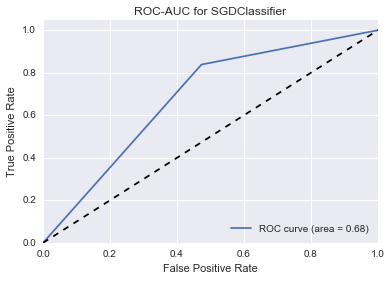 ROC-AUC for SGDClassifier
1.0
0.8
0.6
0.4
0.2
0.0
True Positive Rate
ROC curve (area = 0.68)
0.0 0.2 0.4 0.6 0.8 1.0
False Positive Rate